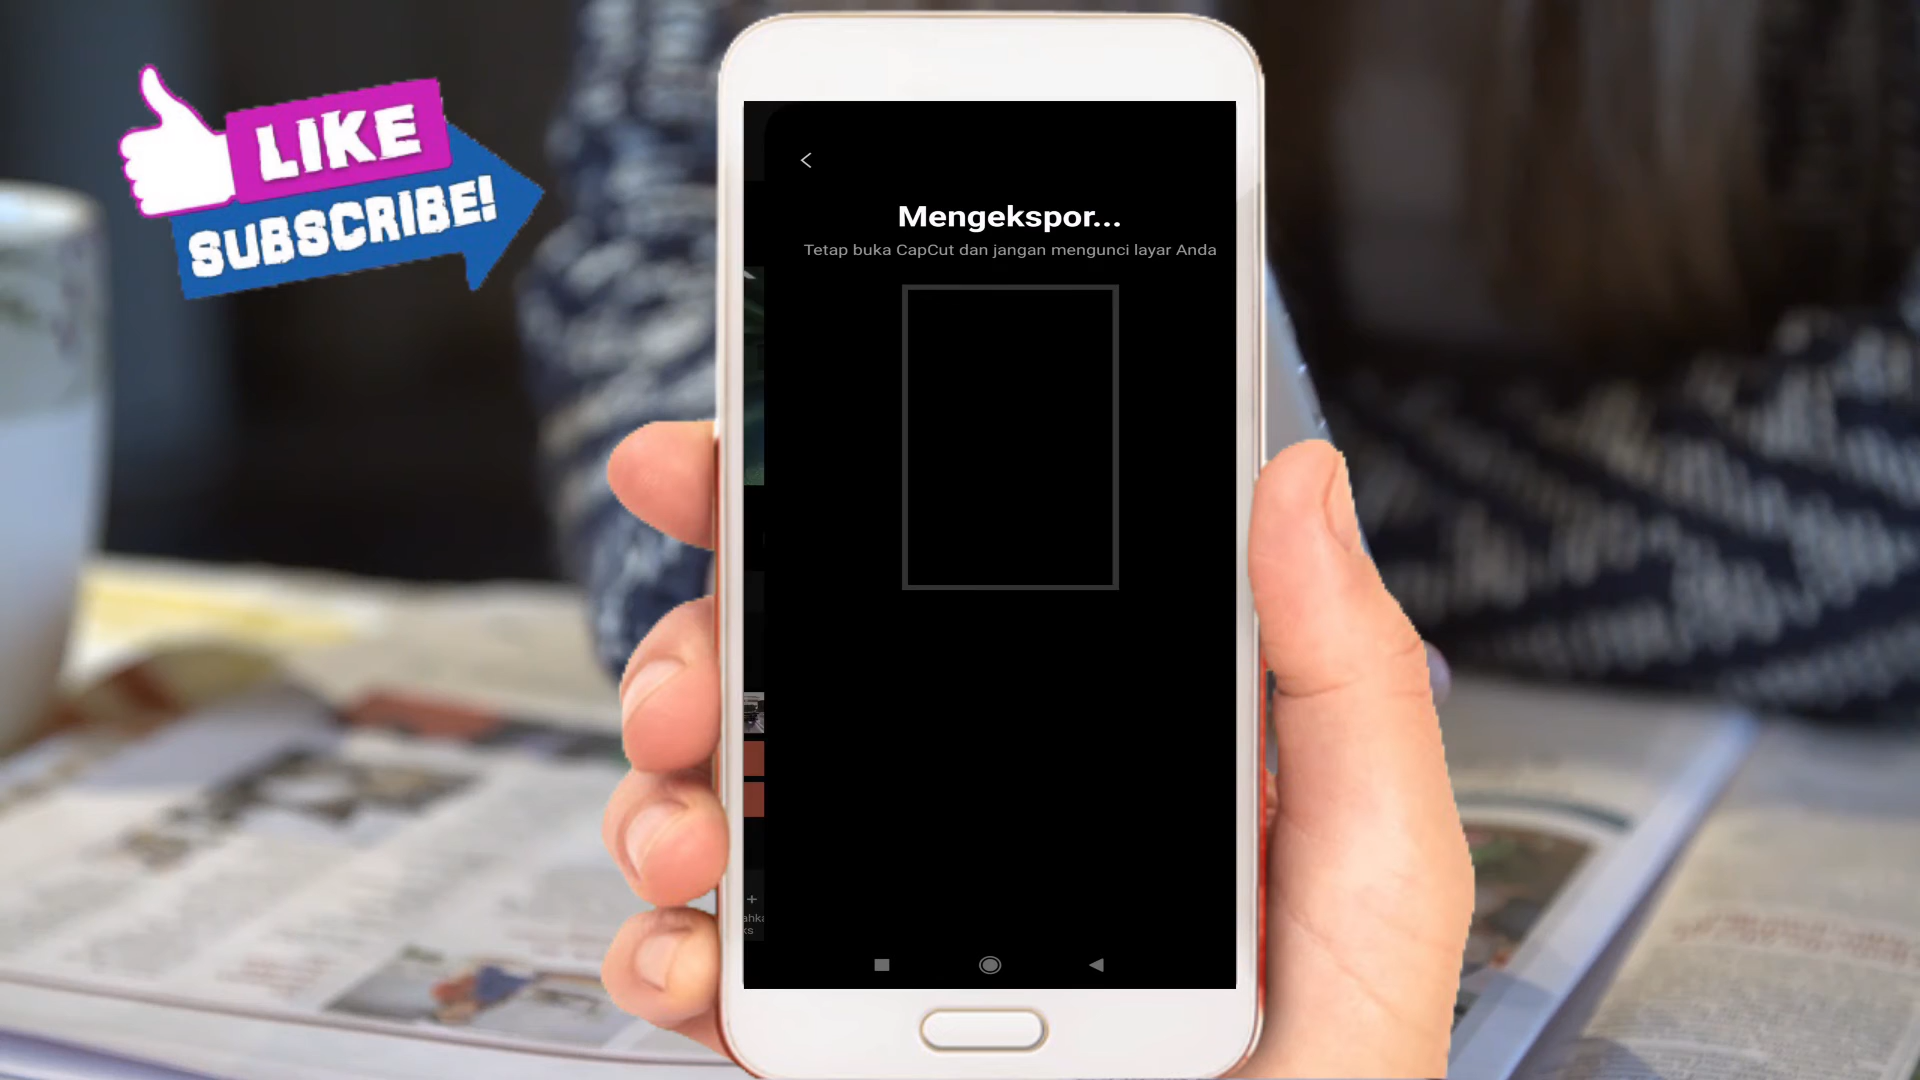 LIKE
SUBSCRIBE!
Mengekspor...
Tetap buka CapCut dan jangan mengunci layar Anda